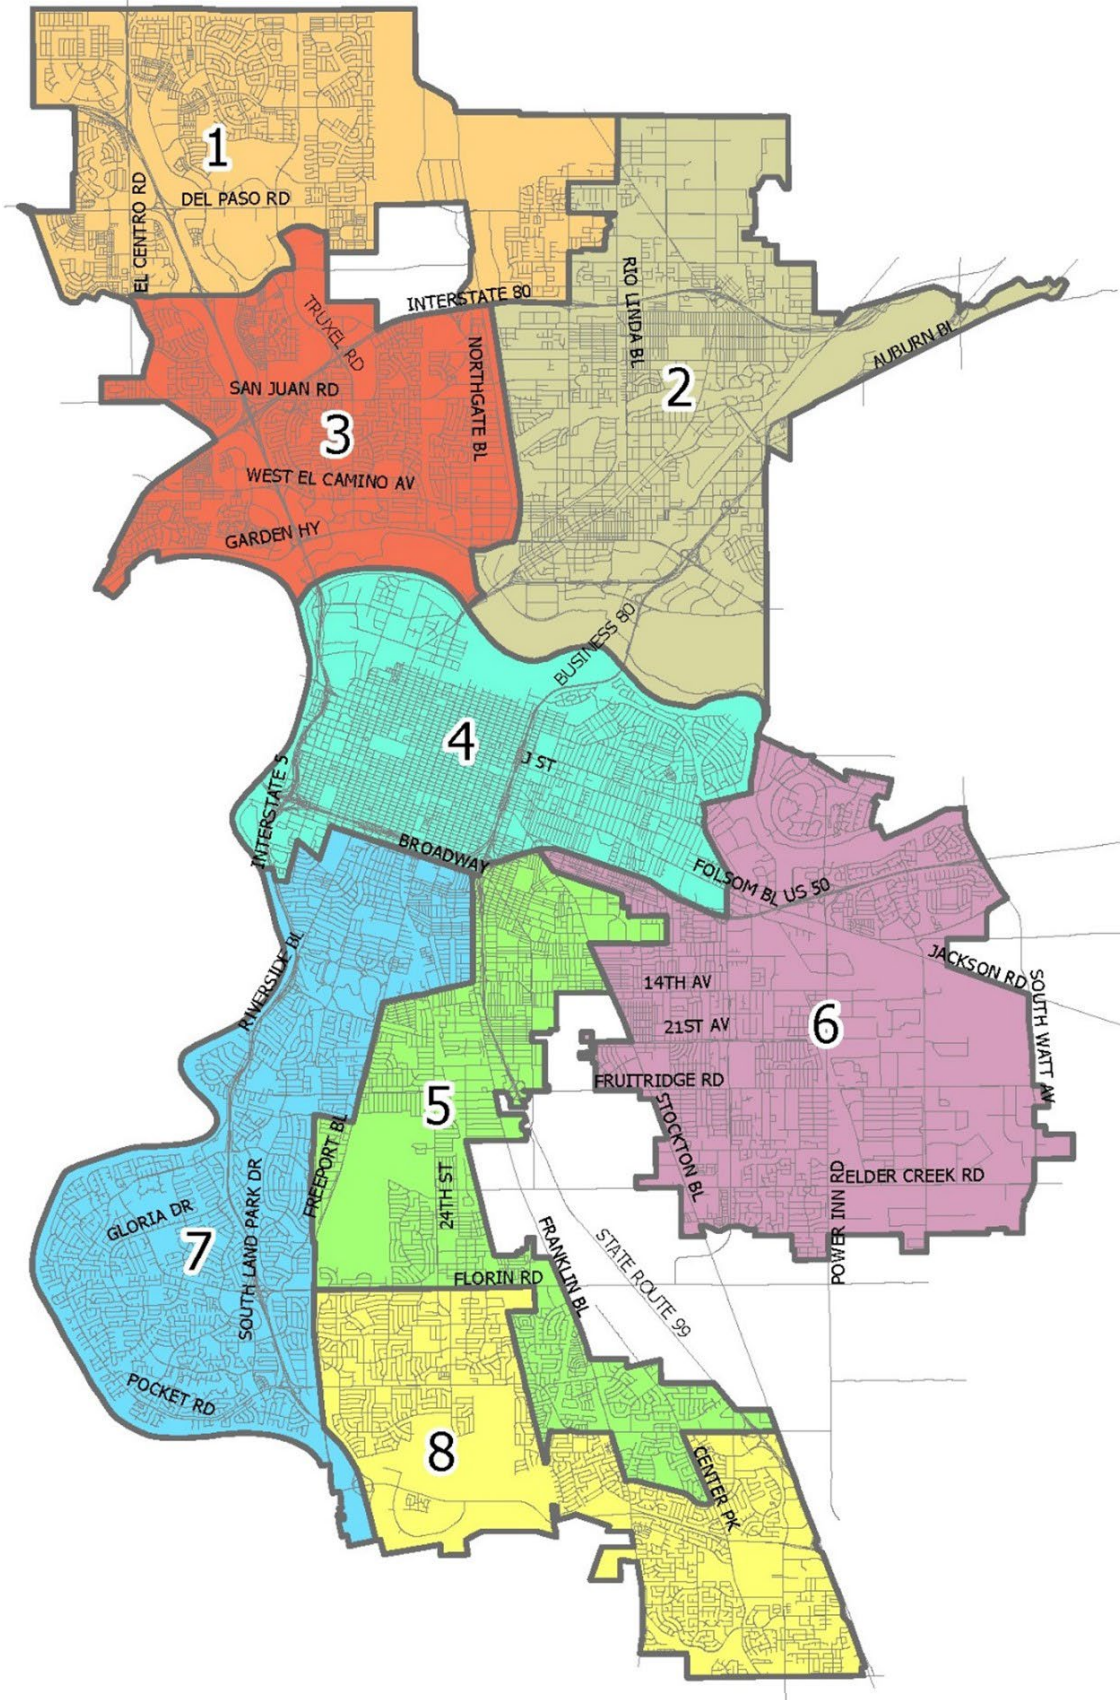 1
DEL PASO RD
EL CENTRO RD
INTERSTATE 80
TRUXEL RD
RIO LINDA BL
NORTHGATE BL
AUBURN BL
SAN JUAN RD
2
3
WEST EL CAMINO AV
GARDEN HY
BUSINESS 80
4
J ST
INTERSTATE 5
BROADWAY
FOLSOM BL
US 50
RIVERSIDE BL
JACKSON RD
14TH AV
SOUTH WATT AV
21ST AV
6
FRUITRIDGE RD
5
STOCKTON BL
FREEPORT BL
24TH ST
ELDER CREEK RD
POWER INN RD
GLORIA DR
SOUTH LAND PARK DR
7
FRANKLIN BL
STATE ROUTE 99
FLORIN RD
POCKET RD
8
CENTER PK